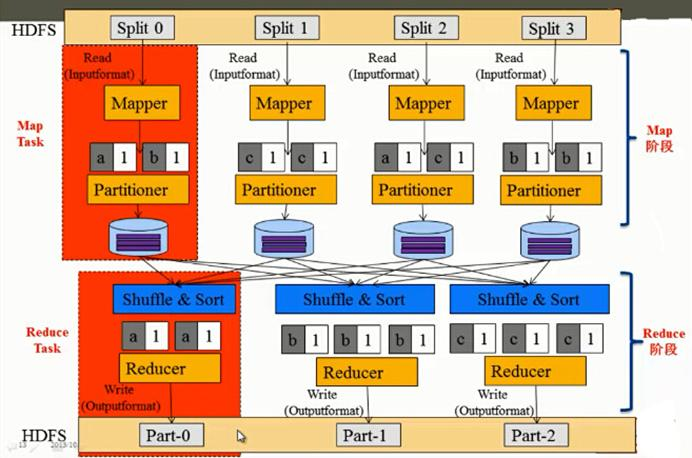 HDFS
Split 0
Split 1
Split 2
Split 3
Read
(Inputformat)
Read
(Inputformat)
Read
(Inputformat)
Read
(Inputformat)
Mapper
Mapper
Mapper
Mapper
Map
Task
Map
阶段
a 1 b 1
c 1 c 1
a 1 c 1
b 1 b 1
Partitioner
Partitioner
Partitioner
Partitioner
Shuffle & Sort
Shuffle & Sort
Shuffle & Sort
Reduce
Task
Reduce
阶段
a 1 a 1
b 1 b 1 b 1
c 1 c 1 c 1
Reducer
Reducer
Reducer
Write
(Outputformat)
Write
(Outputformat)
Write
(Outputformat)
HDFS
Part-0
Part-1
Part-2
13